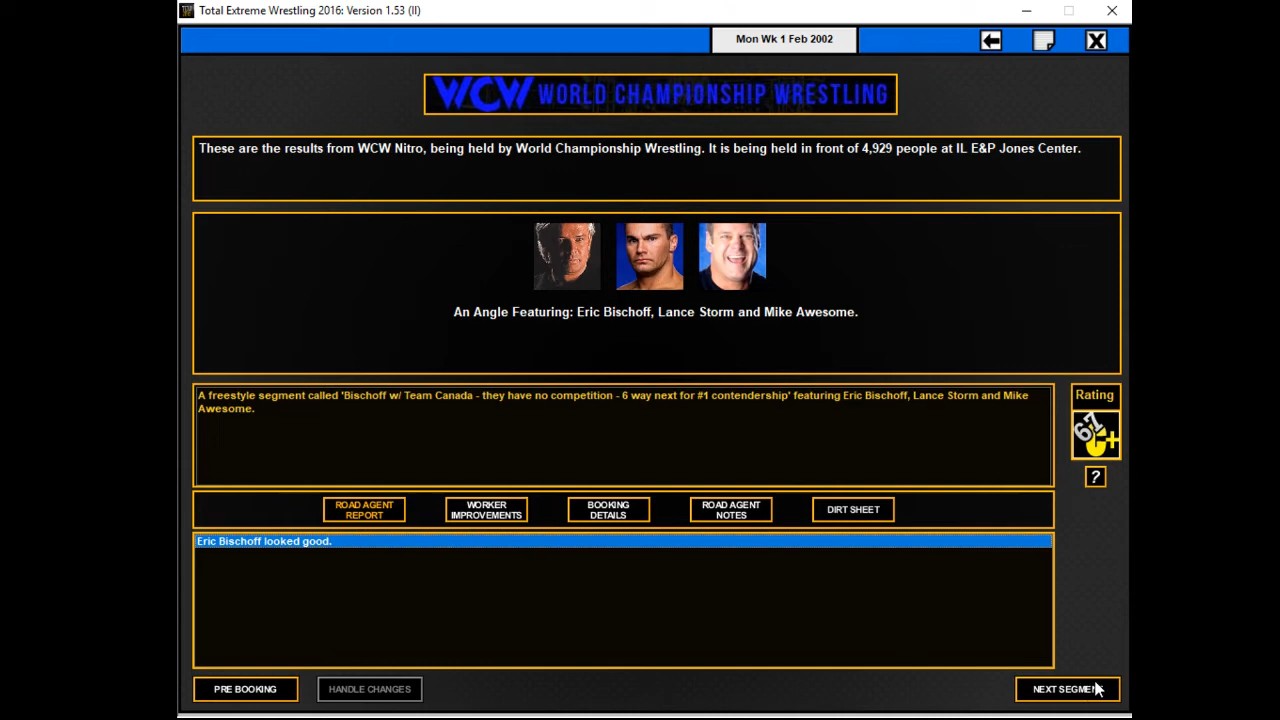 Total Extreme Wrestling 2016: Version 1.53 (II)
Mon Wk 1 Feb 2002
WCW WORLD CHAMPIONSHIP WRESTLING
These are the results from WCW Nitro, being held by World Championship Wrestling. It is being held in front of 4,929 people at IL E&P Jones Center.
An Angle Featuring: Eric Bischoff, Lance Storm and Mike Awesome.
A freestyle segment called 'Bischoff w/ Team Canada - they have no competition - 6 way next for #1 contendership' featuring Eric Bischoff, Lance Storm and Mike
Awesome.
Rating
67
C+
?
ROAD AGENT
REPORT
WORKER
IMPROVEMENTS
BOOKING
DETAILS
ROAD AGENT
NOTES
DIRT SHEET
Eric Bischoff looked good.
PRE BOOKING
HANDLE CHANGES
NEXT SEGMENT